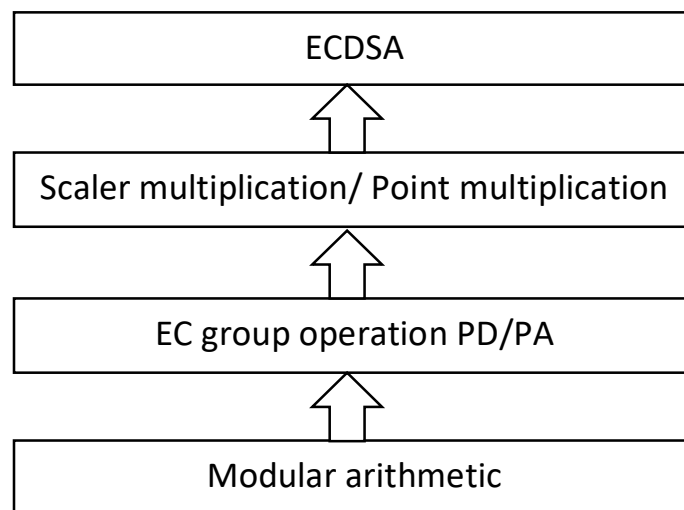 ECDSA
Scaler multiplication/ Point multiplication
EC group operation PD/PA
Modular arithmetic